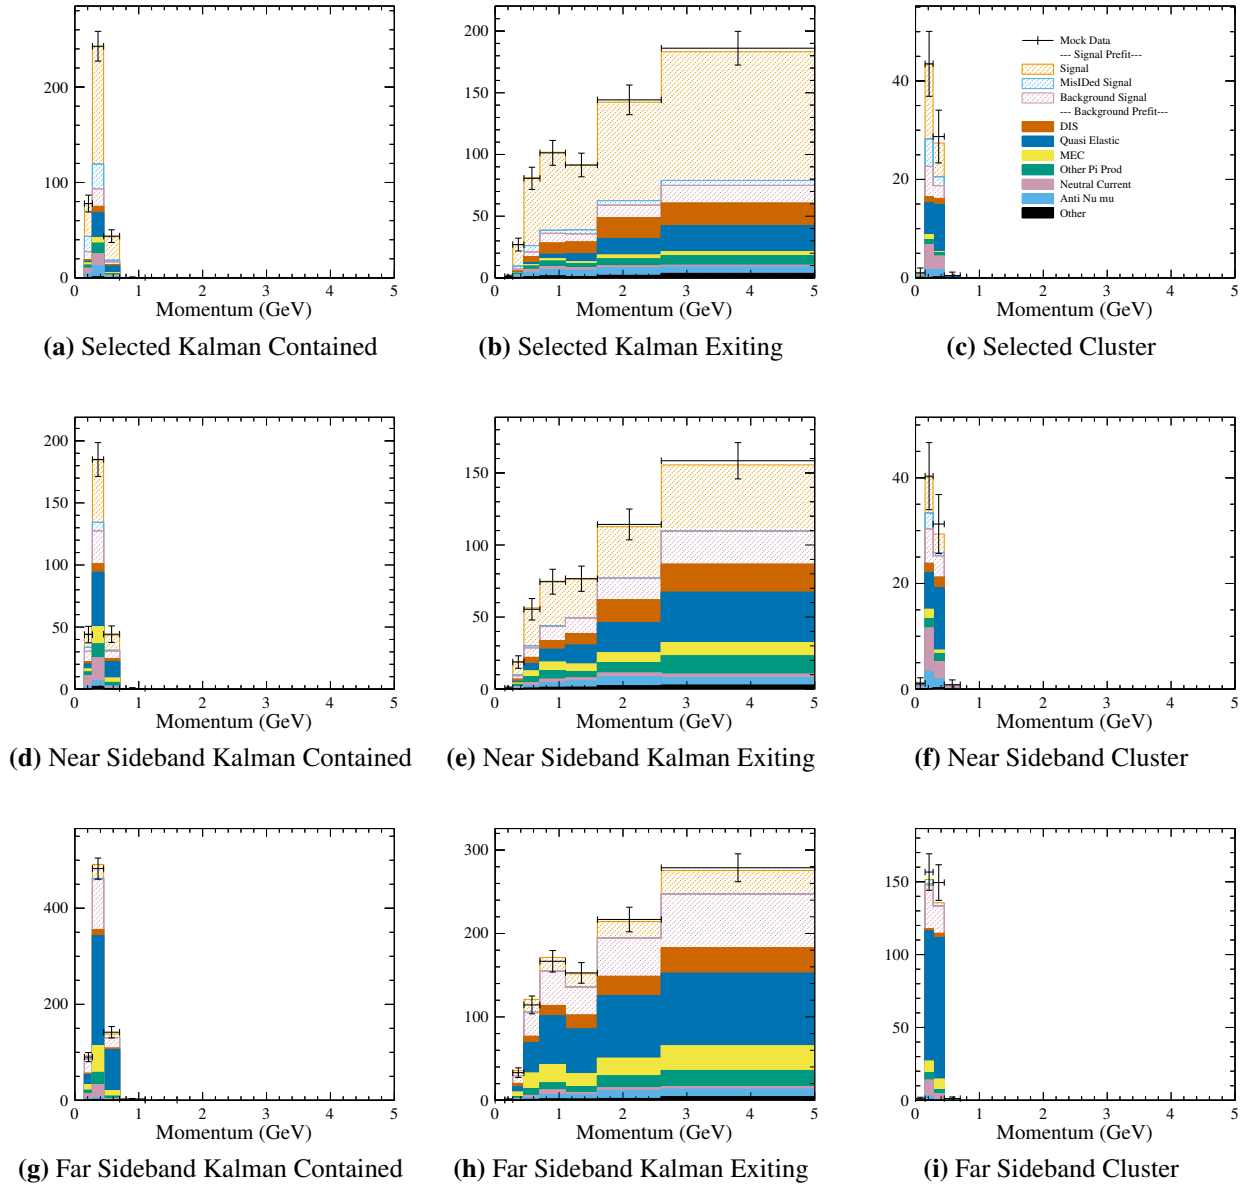 200
100
0
0 1 2 3 4 5
Momentum (GeV)
(a) Selected Kalman Contained
200
150
100
50
0
0 1 2 3 4 5
Momentum (GeV)
(b) Selected Kalman Exiting
40
20
0
0 1 2 3 4 5
Momentum (GeV)
Mock Data
--- Signal Prefit---
Signal
MisIDed Signal
Background Signal
--- Background Prefit---
DIS
Quasi Elastic
MEC
Other Pi Prod
Neutral Current
Anti Nu mu
Other
(c) Selected Cluster
200
150
100
50
0
0 1 2 3 4 5
Momentum (GeV)
(d) Near Sideband Kalman Contained
150
100
50
0
0 1 2 3 4 5
Momentum (GeV)
(e) Near Sideband Kalman Exiting
40
20
0
0 1 2 3 4 5
Momentum (GeV)
(f) Near Sideband Cluster
400
200
0
0 1 2 3 4 5
Momentum (GeV)
(g) Far Sideband Kalman Contained
300
200
100
0
0 1 2 3 4 5
Momentum (GeV)
(h) Far Sideband Kalman Exiting
150
100
50
0
0 1 2 3 4 5
Momentum (GeV)
(i) Far Sideband Cluster